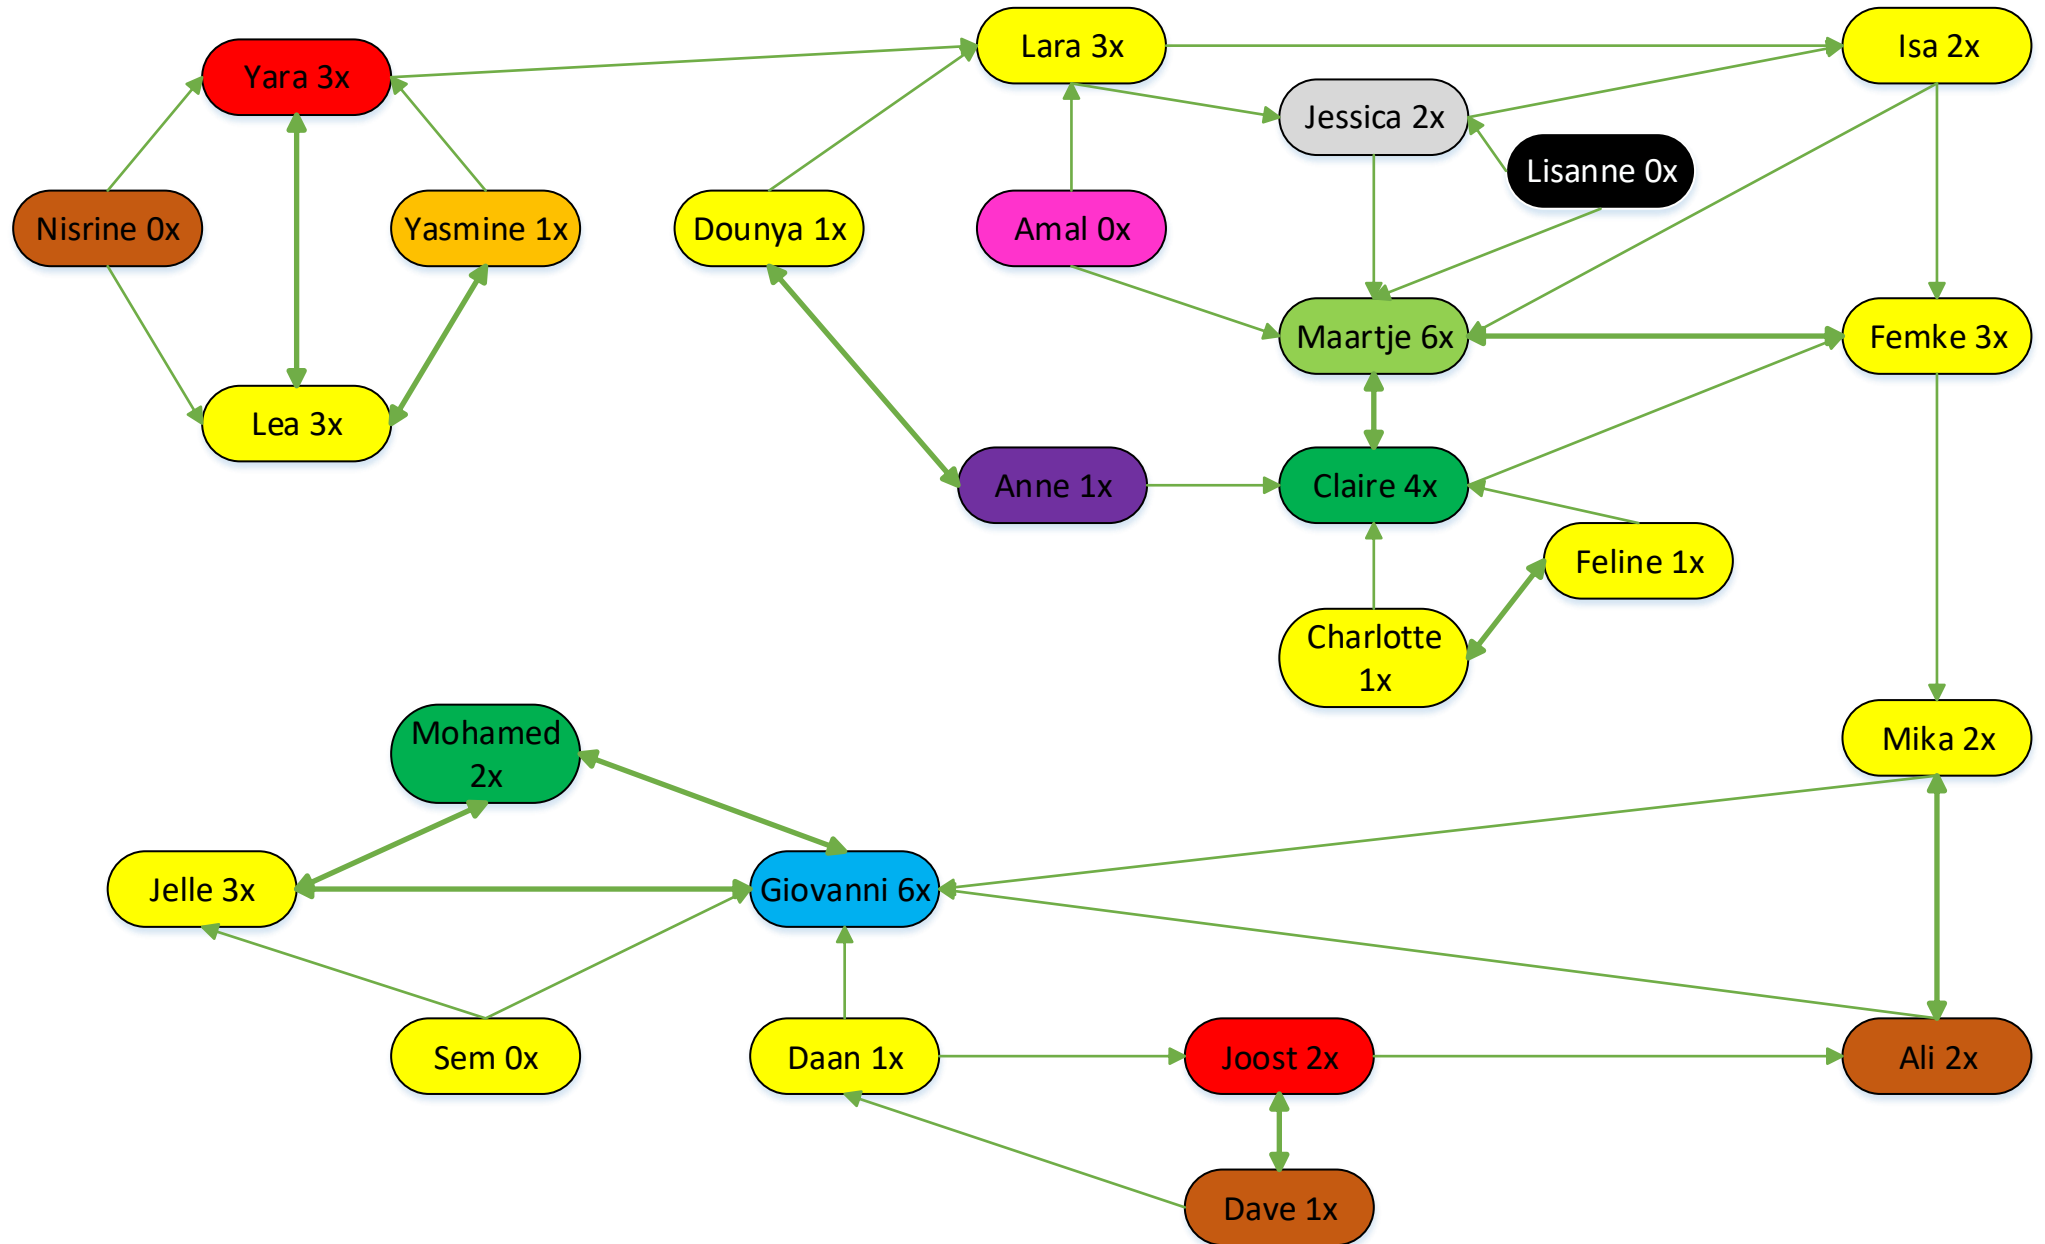 Lara 3x
Isa 2x
Yara 3x
Jessica 2x
Lisanne 0x
Nisrine 0x
Yasmine 1x
Dounya 1x
Amal 0x
Maartje 6x
Femke 3x
Lea 3x
Anne 1x
Claire 4x
Feline 1x
Charlotte
1x
Mohamed
2x
Mika 2x
Jelle 3x
Giovanni 6x
Sem 0x
Daan 1x
Joost 2x
Ali 2x
Dave 1x